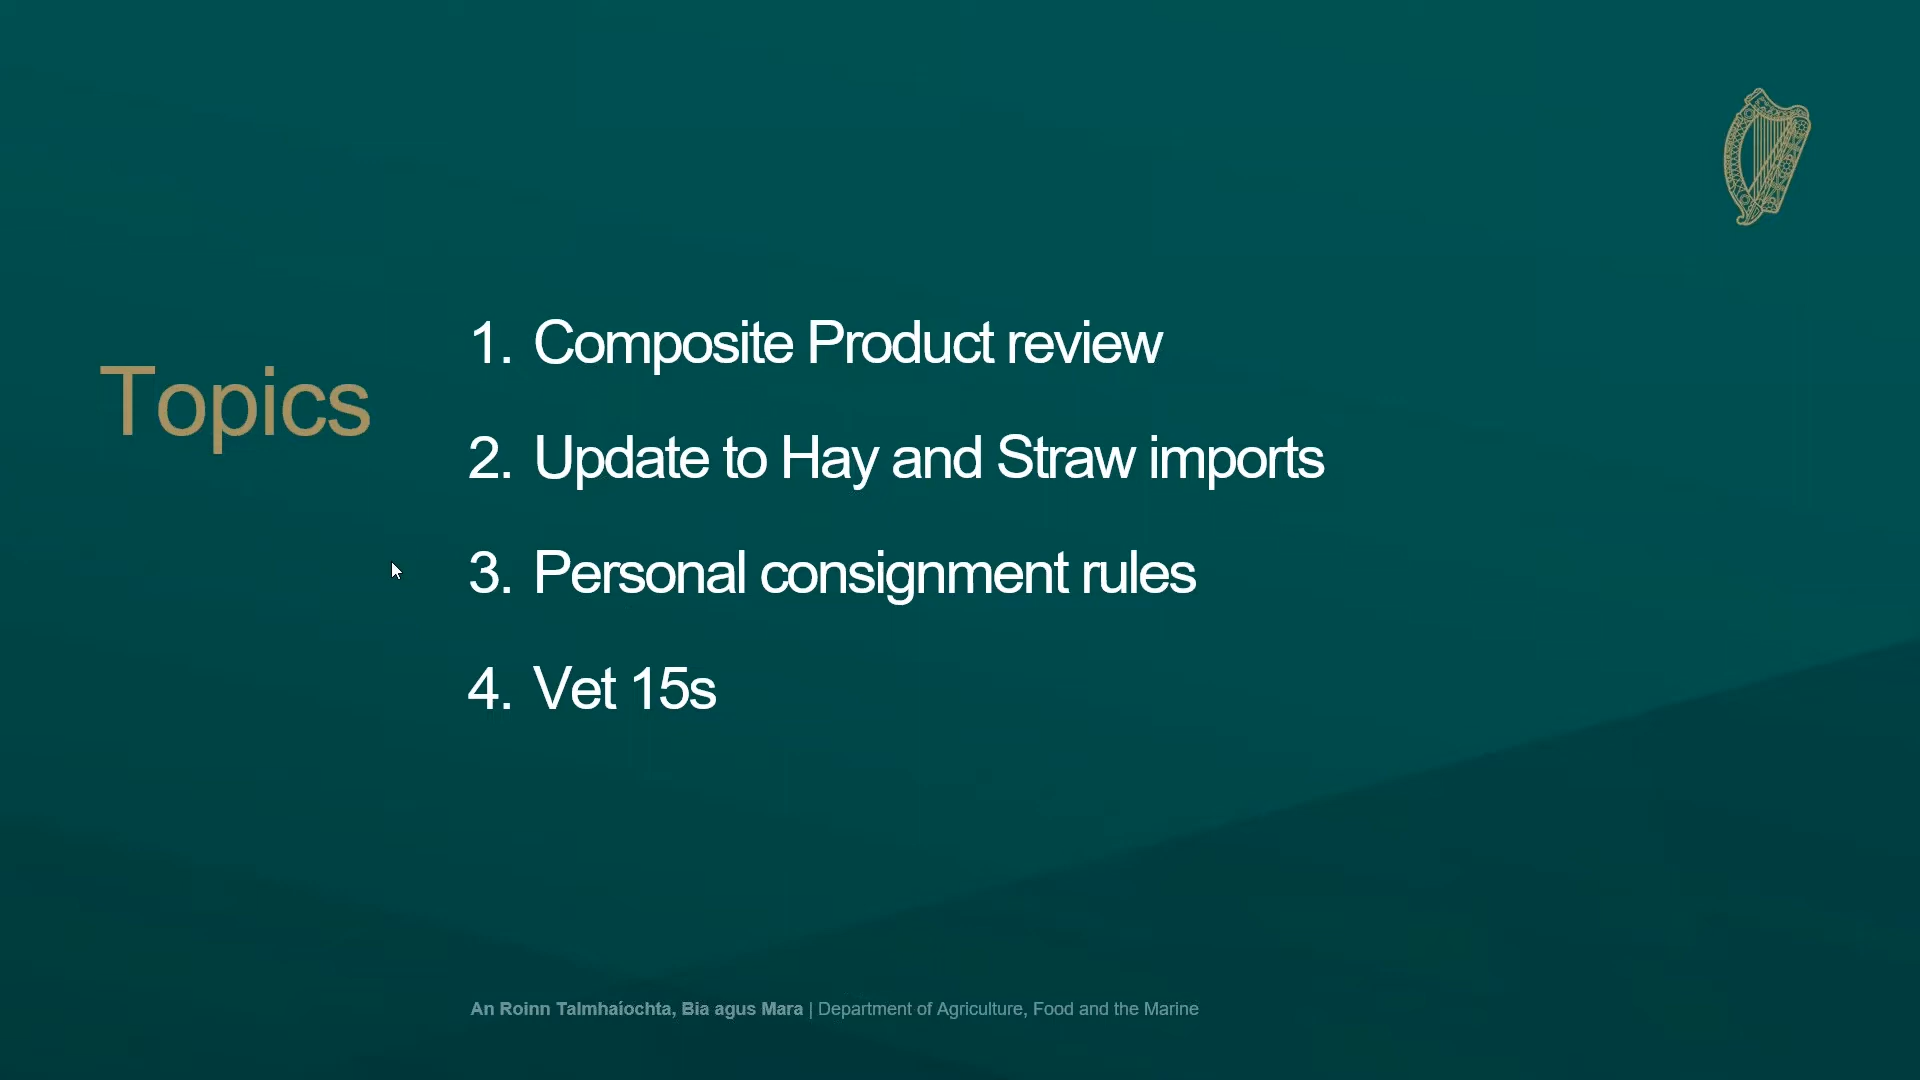 Topics
1. Composite Product review
2. Update to Hay and Straw imports
3. Personal consignment rules
4. Vet 15s
An Roinn Talmhaíochta, Bia agus Mara | Department of Agriculture, Food and the Marine